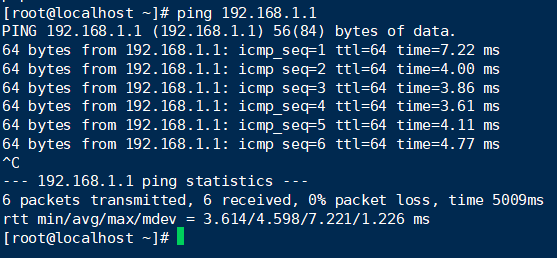 [root@localhost ~]# ping 192.168.1.1
PING 192.168.1.1 (192.168.1.1) 56(84) bytes of data.
64 bytes from 192.168.1.1: icmp_seq=1 ttl=64 time=7.22 ms
64 bytes from 192.168.1.1: icmp_seq=2 ttl=64 time=4.00 ms
64 bytes from 192.168.1.1: icmp_seq=3 ttl=64 time=3.86 ms
64 bytes from 192.168.1.1: icmp_seq=4 ttl=64 time=3.61 ms
64 bytes from 192.168.1.1: icmp_seq=5 ttl=64 time=4.11 ms
64 bytes from 192.168.1.1: icmp_seq=6 ttl=64 time=4.77 ms
^C
--- 192.168.1.1 ping statistics ---
6 packets transmitted, 6 received, 0% packet loss, time 5009ms
rtt min/avg/max/mdev = 3.614/4.598/7.221/1.226 ms
[root@localhost ~]#